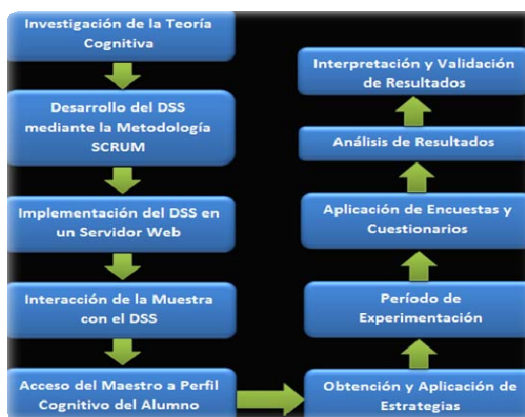 Investigación de la Teoría
Cognitiva
Desarrollo del DSS
mediante la Metodología
SCRUM
Implementación del DSS en
un Servidor Web
Interacción de la Muestra
con el DSS
Acceso del Maestro a Perfil
Cognitivo del Alumno
Obtención y Aplicación de
Estrategias
Período de
Experimentación
Aplicación de Encuestas y
Cuestionarios
Análisis de Resultados
Interpretación y Validación
de Resultados